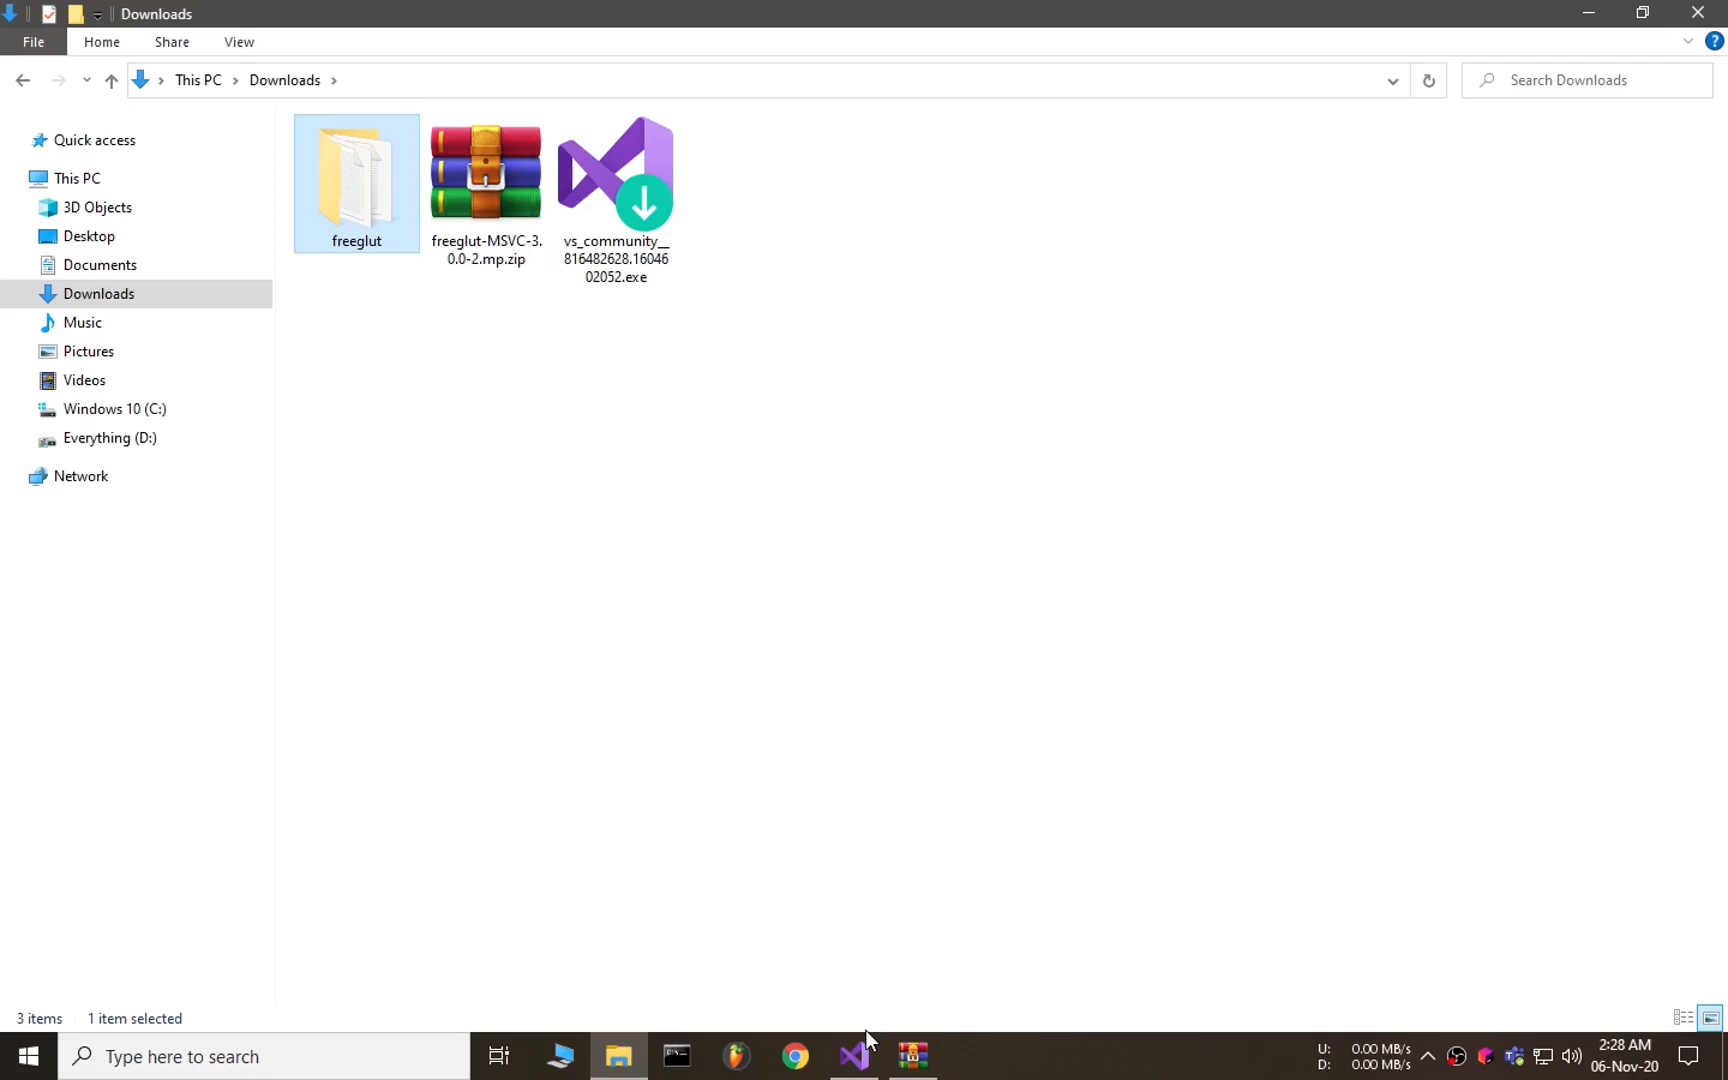 Downloads
File Home Share View
This PC Downloads
Search Downloads
Quick access
This PC
3D Objects
Desktop
Documents
Downloads
Music
Pictures
Videos
Windows 10 (C:)
Everything (D:)
Network
freeglut
freeglut-MSVC-3.
0.0-2.mp.zip
vs_community__
816482628.16046
02052.exe
3 items 1 item selected
Type here to search
U: 0.00 MB/s
D: 0.00 MB/s
2:28 AM
06-Nov-20